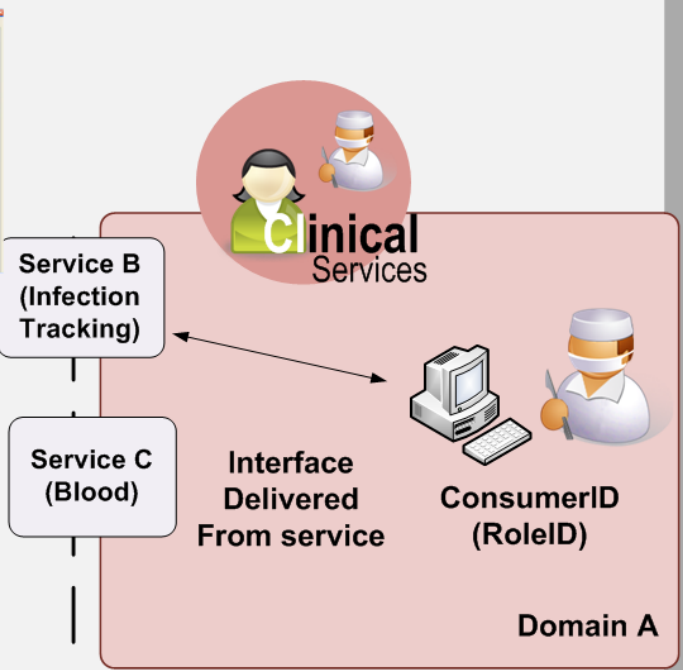 Clinical
Services
Service B
(Infection
Tracking)
Service C
(Blood)
Interface
Delivered
From service
ConsumerID
(RoleID)
Domain A